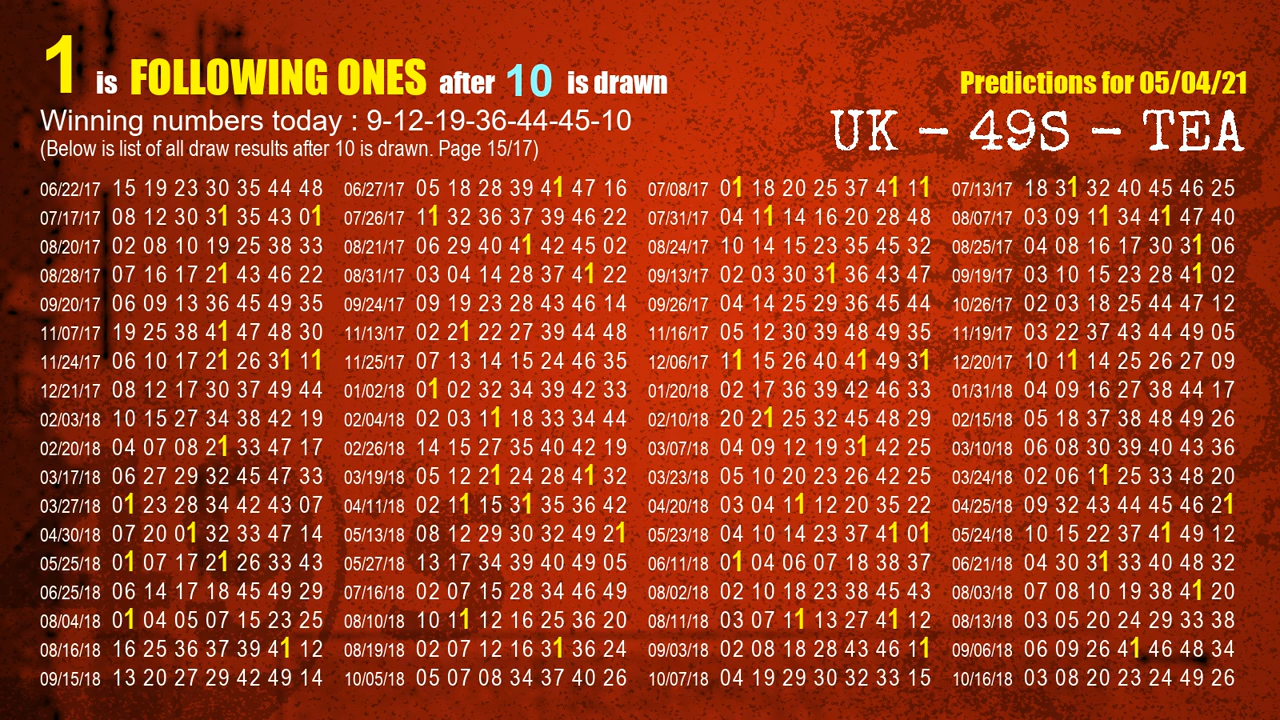 1 is FOLLOWING ONES after 10 is drawn
Predictions for 05/04/21
Winning numbers today : 9-12-19-36-44-45-10
UK - 49S - TEA
(Below is list of all draw results after 10 is drawn. Page 15/17)
06/22/17 15 19 23 30 35 44 48 06/27/17 05 18 28 39 41 47 16 07/08/17 01 18 20 25 37 41 11 07/13/17 18 31 32 40 45 46 25
07/17/17 08 12 30 31 35 43 01 07/26/17 11 32 36 37 39 46 22 07/31/17 04 11 14 16 20 28 48 08/07/17 03 09 11 34 41 47 40
08/20/17 02 08 10 19 25 38 33 08/21/17 06 29 40 41 42 45 02 08/24/17 10 14 15 23 35 45 32 08/25/17 04 08 16 17 30 31 06
08/28/17 07 16 17 21 43 46 22 08/31/17 03 04 14 28 37 41 22 09/13/17 02 03 30 31 36 43 47 09/19/17 03 10 15 23 28 41 02
09/20/17 06 09 13 36 45 49 35 09/24/17 09 19 23 28 43 46 14 09/26/17 04 14 25 29 36 45 44 10/26/17 02 03 18 25 44 47 12
11/07/17 19 25 38 41 47 48 30 11/13/17 02 21 22 27 39 44 48 11/16/17 05 12 30 39 48 49 35 11/19/17 03 22 37 43 44 49 05
11/24/17 06 10 17 21 26 31 11 11/25/17 07 13 14 15 24 46 35 12/06/17 11 15 26 40 41 49 31 12/20/17 10 11 14 25 26 27 09
12/21/17 08 12 17 30 37 49 44 01/02/18 01 02 32 34 39 42 33 01/20/18 02 17 36 39 42 46 33 01/31/18 04 09 16 27 38 44 17
02/03/18 10 15 27 34 38 42 19 02/04/18 02 03 11 18 33 34 44 02/10/18 20 21 25 32 45 48 29 02/15/18 05 18 37 38 48 49 26
02/20/18 04 07 08 21 33 47 17 02/26/18 14 15 27 35 40 42 19 03/07/18 04 09 12 19 31 42 25 03/10/18 06 08 30 39 40 43 36
03/17/18 06 27 29 32 45 47 33 03/19/18 05 12 21 24 28 41 32 03/23/18 05 10 20 23 26 42 25 03/24/18 02 06 11 25 33 48 20
03/27/18 01 23 28 34 42 43 07 04/11/18 02 11 15 31 35 36 42 04/20/18 03 04 11 12 20 35 22 04/25/18 09 32 43 44 45 46 21
04/30/18 07 20 01 32 33 47 14 05/13/18 08 12 29 30 32 49 21 05/23/18 04 10 14 23 37 41 01 05/24/18 10 15 22 37 41 49 12
05/25/18 01 07 17 21 26 33 43 05/27/18 13 17 34 39 40 49 05 06/11/18 01 04 06 07 18 38 37 06/21/18 04 30 31 33 40 48 32
06/25/18 06 14 17 18 45 49 29 07/16/18 02 07 15 28 34 46 49 08/02/18 02 10 18 28 45 45 43 08/03/18 07 08 10 19 38 41 20
08/04/18 01 04 05 07 15 23 25 08/10/18 10 11 12 16 25 36 20 08/11/18 03 07 11 13 27 41 12 08/13/18 03 05 20 24 29 33 38
08/16/18 16 25 36 37 39 41 12 08/19/18 02 07 12 16 31 36 24 09/03/18 02 08 18 28 43 46 11 09/06/18 06 09 26 41 46 48 34
09/15/18 13 20 27 29 42 49 14 10/05/18 05 07 08 34 37 40 26 10/07/18 04 19 29 30 32 33 15 10/16/18 03 08 20 23 24 49 26